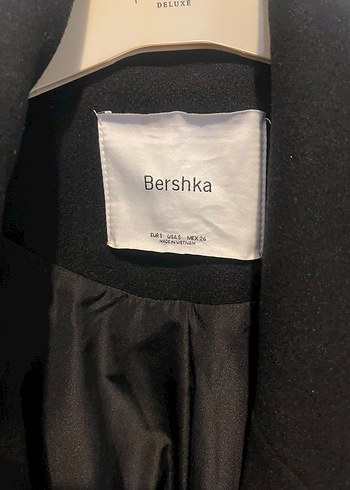 DELUXE
Bershka
EUR S USA S MEX 26
MADE IN VIETNAM